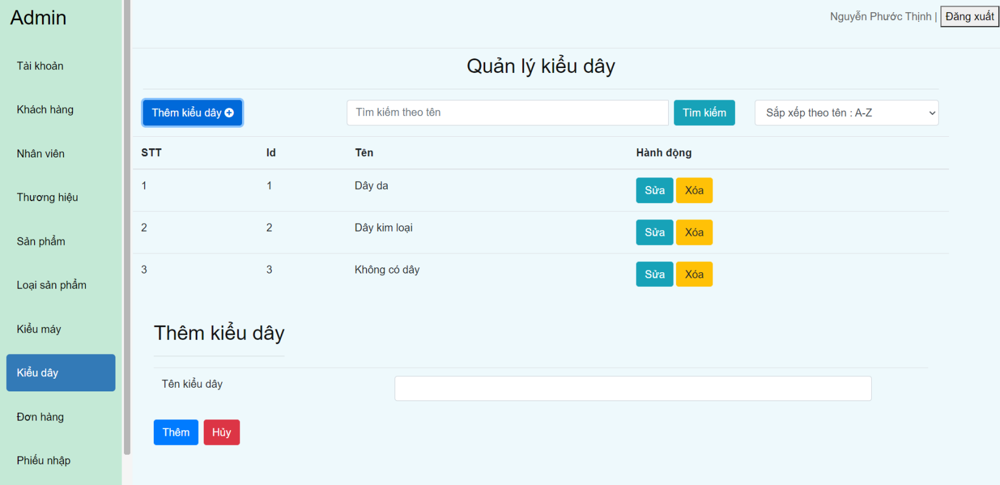 Admin
Nguyễn Phước Thịnh | Đăng xuất
Tài khoản
Khách hàng
Nhân viên
Thương hiệu
Sản phẩm
Loại sản phẩm
Kiểu máy
Kiểu dây
Đơn hàng
Phiếu nhập
Quản lý kiểu dây
Thêm kiểu dây Tìm kiếm theo tên Tìm kiếm Sắp xếp theo tên : A-Z
STT Id Tên Hành động
1 1 Dây da Sửa Xóa
2 2 Dây kim loại Sửa Xóa
3 3 Không có dây Sửa Xóa
Thêm kiểu dây
Tên kiểu dây
Thêm Hủy